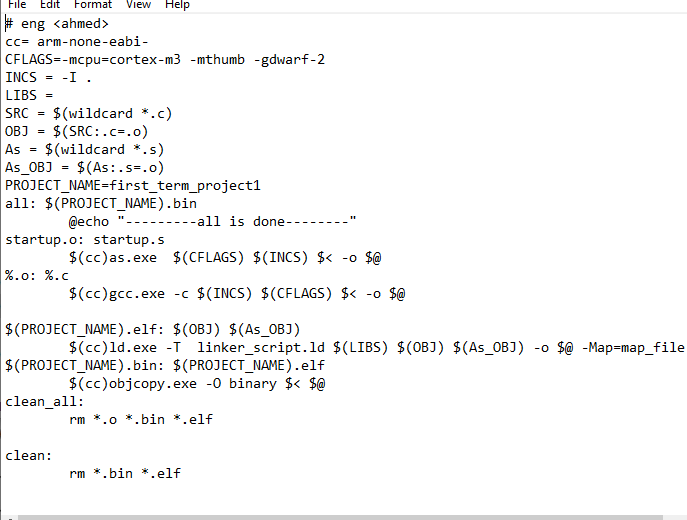 File Edit Format View Help
# eng <ahmed>
cc= arm-none-eabi-
CFLAGS=-mcpu=cortex-m3 -mthumb -gdwarf-2
INCS = -I .
LIBS =
SRC = $(wildcard *.c)
OBJ = $(SRC:.c=.o)
As = $(wildcard *.s)
As_OBJ = $(As:.s=.o)
PROJECT_NAME=first_term_project1
all: $(PROJECT_NAME).bin
	@echo "---------all is done--------"
startup.o: startup.s
	$(cc)as.exe  $(CFLAGS) $(INCS) $< -o $@
%.o: %.c
	$(cc)gcc.exe -c $(INCS) $(CFLAGS) $< -o $@
$(PROJECT_NAME).elf: $(OBJ) $(As_OBJ)
	$(cc)ld.exe -T  linker_script.ld $(LIBS) $(OBJ) $(As_OBJ) -o $@ -Map=map_file
$(PROJECT_NAME).bin: $(PROJECT_NAME).elf
	$(cc)objcopy.exe -O binary $< $@
clean_all:
	rm *.o *.bin *.elf
clean:
	rm *.bin *.elf